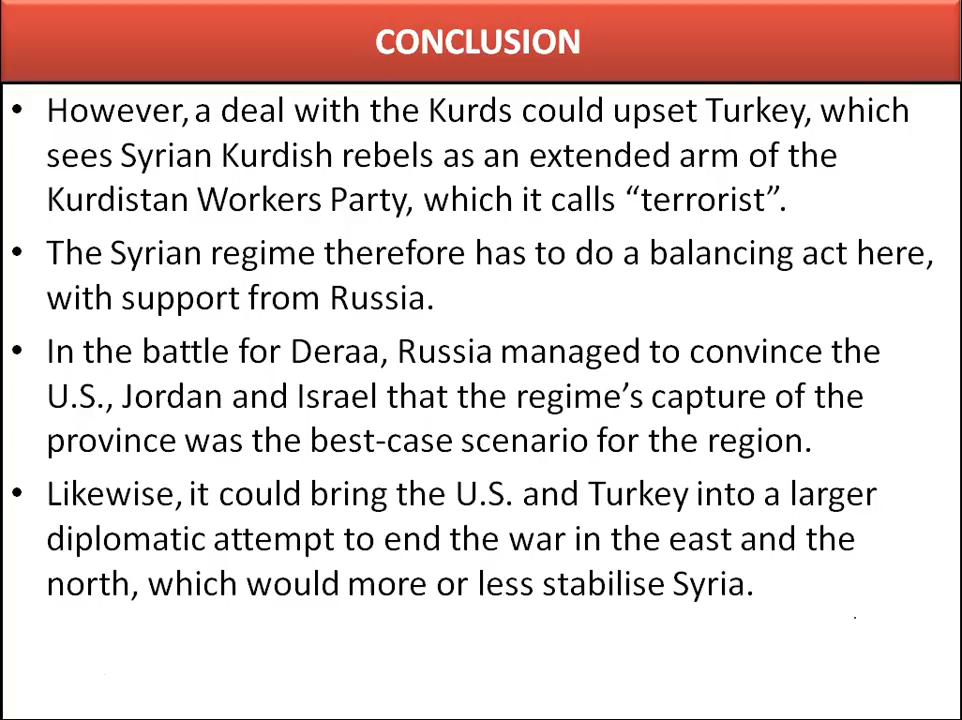 CONCLUSION
• However, a deal with the Kurds could upset Turkey, which
sees Syrian Kurdish rebels as an extended arm of the
Kurdistan Workers Party, which it calls “terrorist”.
• The Syrian regime therefore has to do a balancing act here,
with support from Russia.
• In the battle for Deraa, Russia managed to convince the
U.S., Jordan and Israel that the regime’s capture of the
province was the best-case scenario for the region.
• Likewise, it could bring the U.S. and Turkey into a larger
diplomatic attempt to end the war in the east and the
north, which would more or less stabilise Syria.